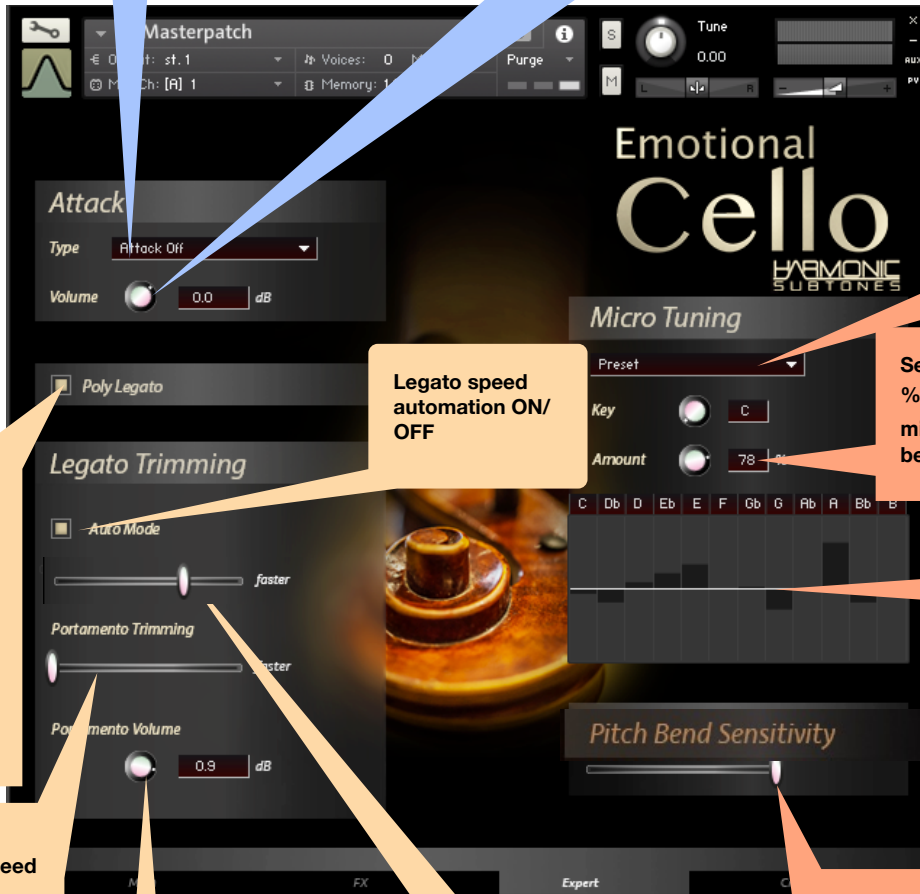 Masterpatch
st. 1
Voices: 0
Purge
[A] 1
Memory:
S
M
Tune
0.00
L
R
×
-
AUX
PV
- +
Emotional
Cello
HARMONIC
SUBTONES
Attack
Type
Attack Off
Volume
0.0
dB
Poly Legato
Legato speed
automation ON/
OFF
Legato Trimming
Auto Mode
faster
Portamento Trimming
faster
Portamento Volume
0.9
dB
Micro Tuning
Preset
Key
C
Amount
78
%
C Db D Eb E F Gb G Ab A Bb B
Pitch Bend Sensitivity
FX
Expert